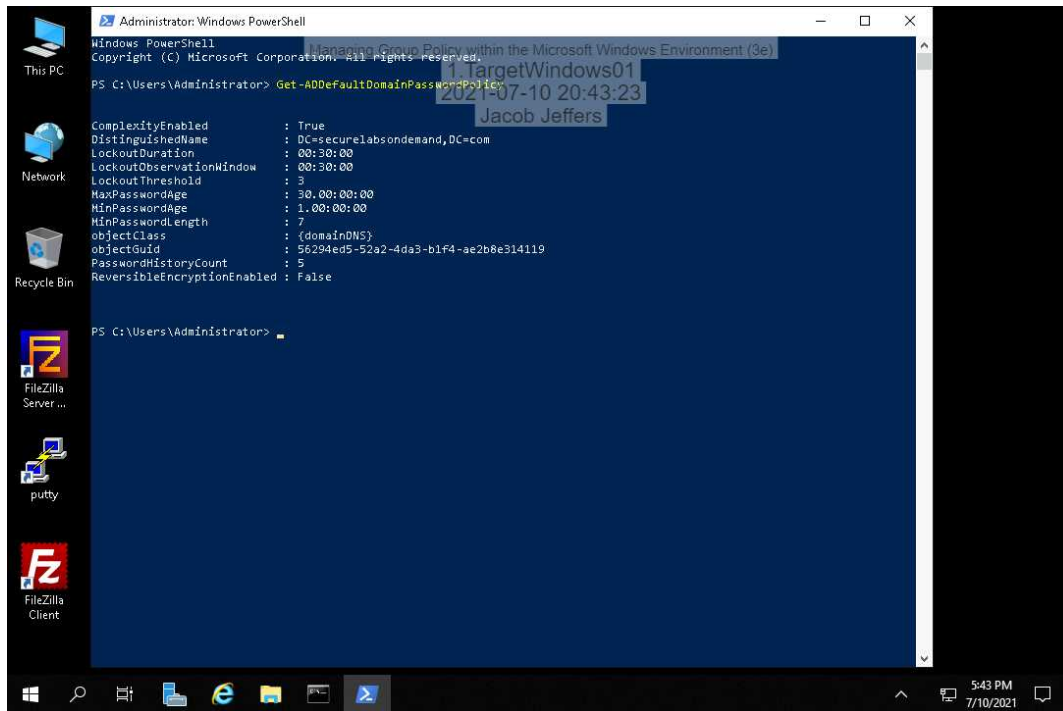 Administrator: Windows PowerShell
Windows PowerShell
Copyright (C) Microsoft Corporation. All rights reserved.
Managing Group Policy within the Microsoft Windows Environment (3e)
1.TargetWindows01
2021-07-10 20:43:23
Jacob Jeffers
PS C:\Users\Administrator> Get-ADDefaultDomainPasswordPolicy
ComplexityEnabled : True
DistinguishedName : DC=securelabsondemand,DC=com
LockoutDuration : 00:30:00
LockoutObservationWindow : 00:30:00
LockoutThreshold : 3
MaxPasswordAge : 30.00:00:00
MinPasswordAge : 1.00:00:00
MinPasswordLength : 7
objectClass : {domainDNS}
objectGuid : 56294ed5-52a2-4da3-b1f4-ae2b8e314119
PasswordHistoryCount : 5
ReversibleEncryptionEnabled : False
PS C:\Users\Administrator>
This PC
Network
Recycle Bin
FileZilla
Server ...
putty
FileZilla
Client
5:43 PM
7/10/2021